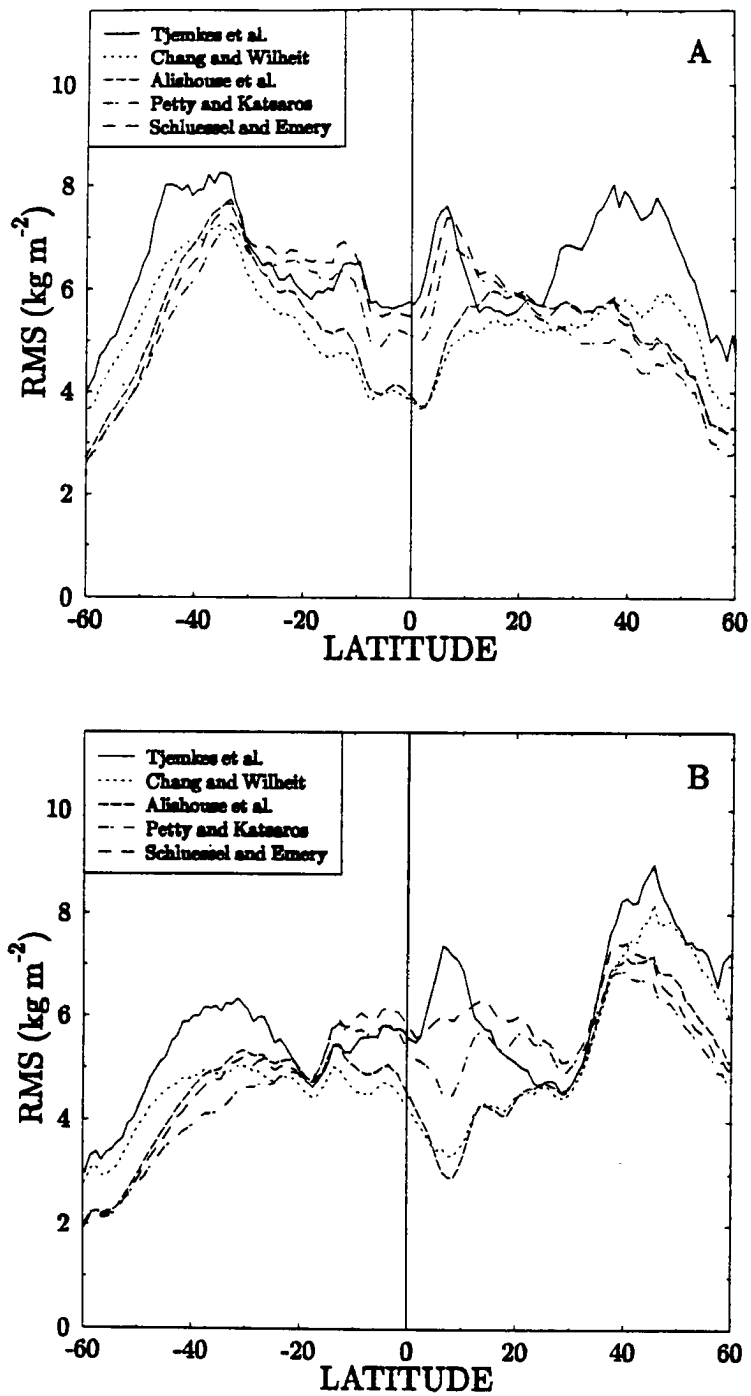 Tjemkes et al.
Chang and Wilheit
Alishouse et al.
Petty and Katsaros
Schluessel and Emery
A
10
8
6
4
2
0
RMS (kg m⁻²)
-60 -40 -20 0 20 40 60
LATITUDE
Tjemkes et al.
Chang and Wilheit
Alishouse et al.
Petty and Katsaros
Schluessel and Emery
B
10
8
6
4
2
0
RMS (kg m⁻²)
-60 -40 -20 0 20 40 60
LATITUDE